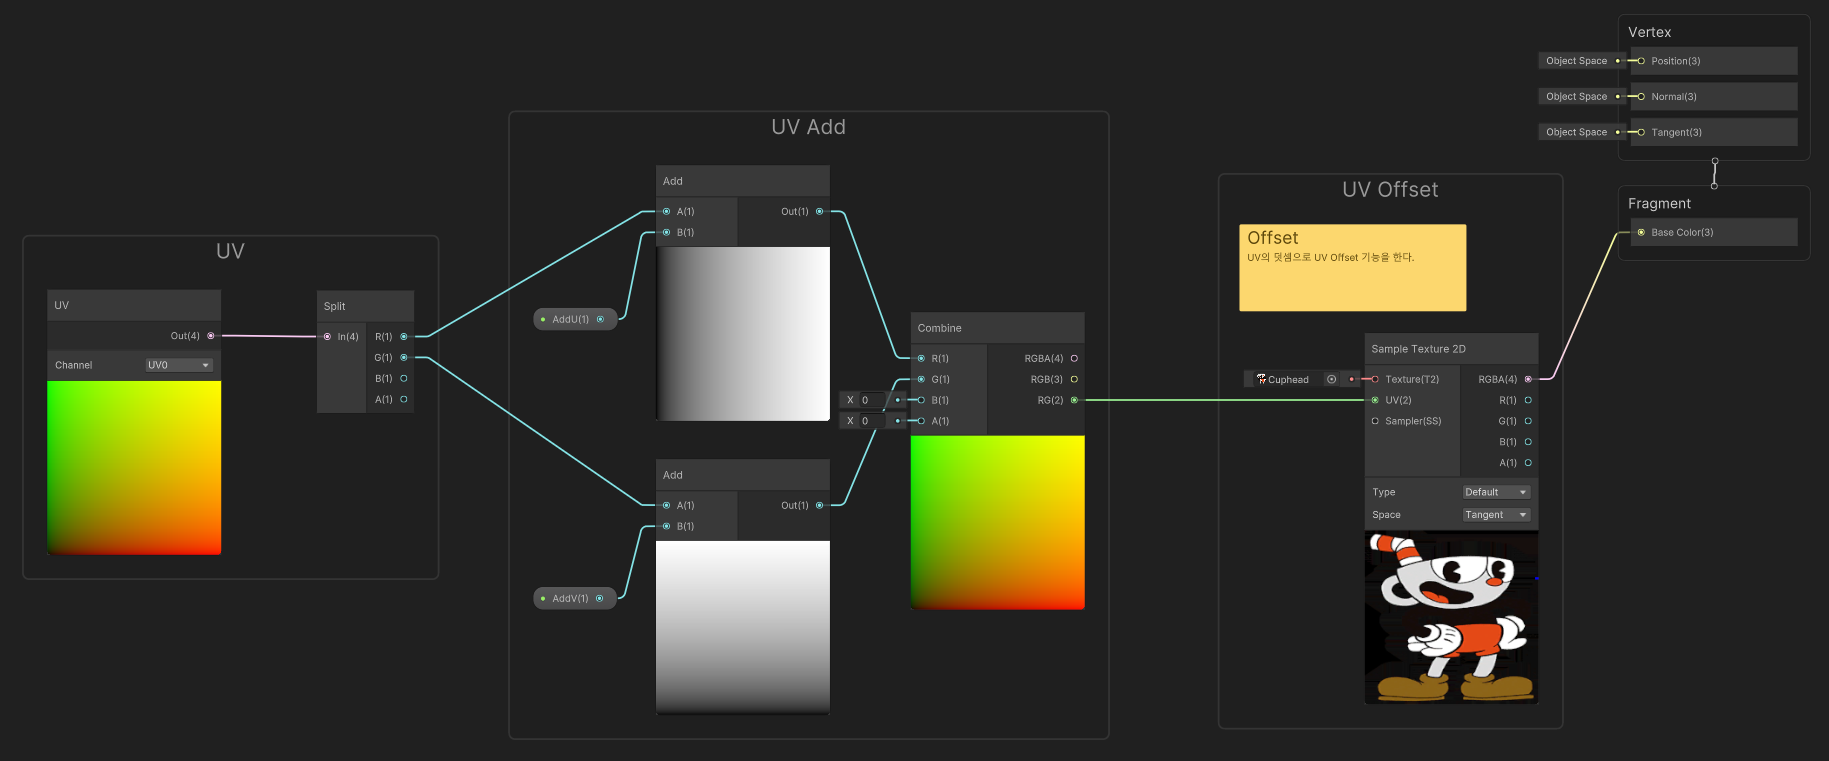 UV
UV
Out(4)
Channel
UV0
Split
In(4)
R(1)
G(1)
B(1)
A(1)
UV Add
Add
A(1)
Out(1)
B(1)
AddU(1)
Add
A(1)
Out(1)
B(1)
AddV(1)
Combine
R(1)
RGBA(4)
G(1)
RGB(3)
X 0
B(1)
RG(2)
X 0
A(1)
UV Offset
Offset
UV의 덧셈으로 UV Offset 기능을 한다.
Sample Texture 2D
Cuphead
Texture(T2)
RGBA(4)
UV(2)
R(1)
Sampler(SS)
G(1)
B(1)
A(1)
Type
Default
Space
Tangent
Vertex
Object Space
Position(3)
Object Space
Normal(3)
Object Space
Tangent(3)
Fragment
Base Color(3)